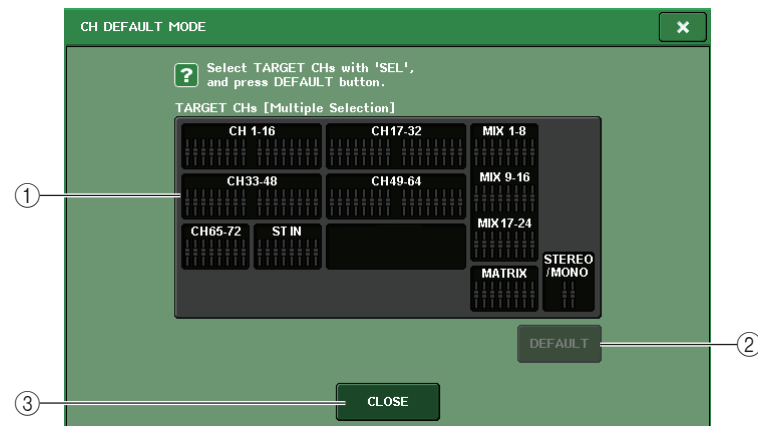 CH DEFAULT MODE
×
? Select TARGET CHs with 'SEL',
and press DEFAULT button.
TARGET CHs [Multiple Selection]
CH 1-16
CH17-32
MIX 1-8
CH33-48
CH49-64
MIX 9-16
CH65-72
ST IN
MIX17-24
MATRIX
STEREO
/MONO
DEFAULT
CLOSE
①
②
③